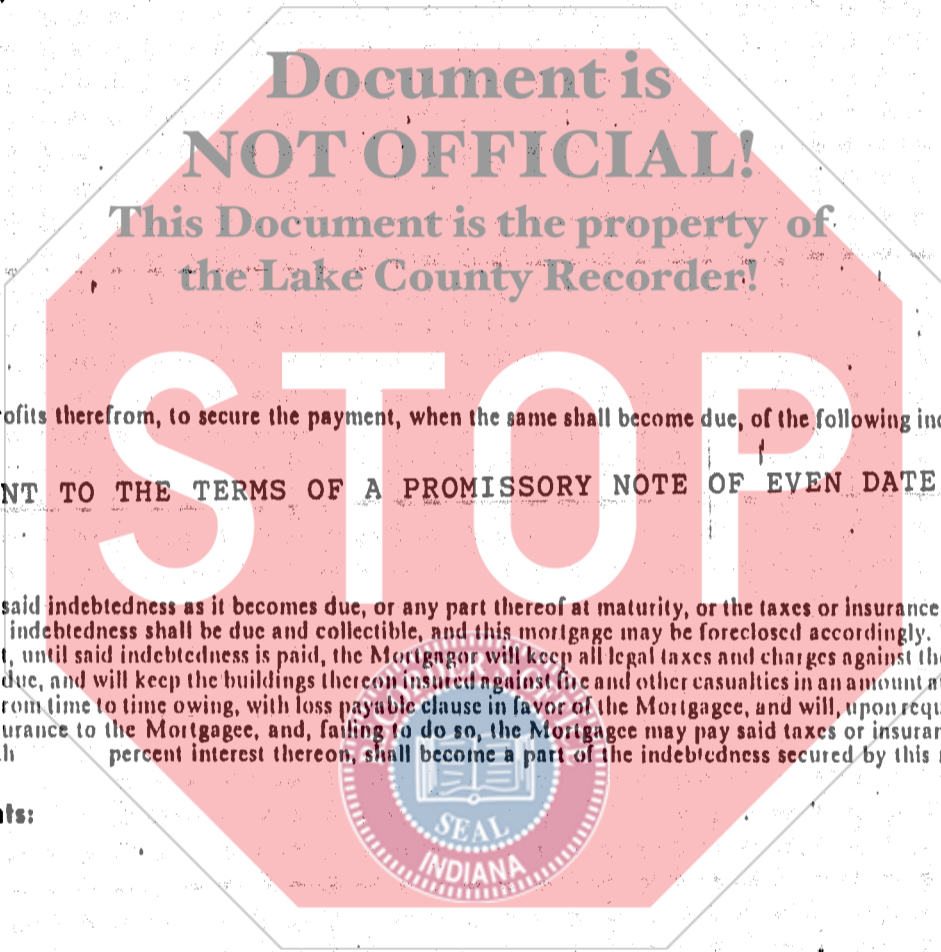 Document is
NOT OFFICIAL!
This Document is the property of
the Lake County Recorder!
STOP
ofits therefrom, to secure the payment, when the same shall become due, of the following
NT TO THE TERMS OF A PROMISSORY NOTE OF EVEN DATE
said indebtedness as it becomes due, or any part thereof at maturity, or the taxes or insurance
indebtedness shall be due and collectible, and this mortgage may be foreclosed accordingly.
, until said indebtedness is paid, the Mortgagor will keep all legal taxes and charges against
due, and will keep the buildings thereon insured against fire and other casualties in an amount
rom time to time owing, with loss payable clause in favor of the Mortgagee, and will, upon
urance to the Mortgagee, and, failing to do so, the Mortgagee may pay said taxes or
percent interest thereon, shall become a part of the indebtedness secured by this
nts:
SEAL
INDIANA